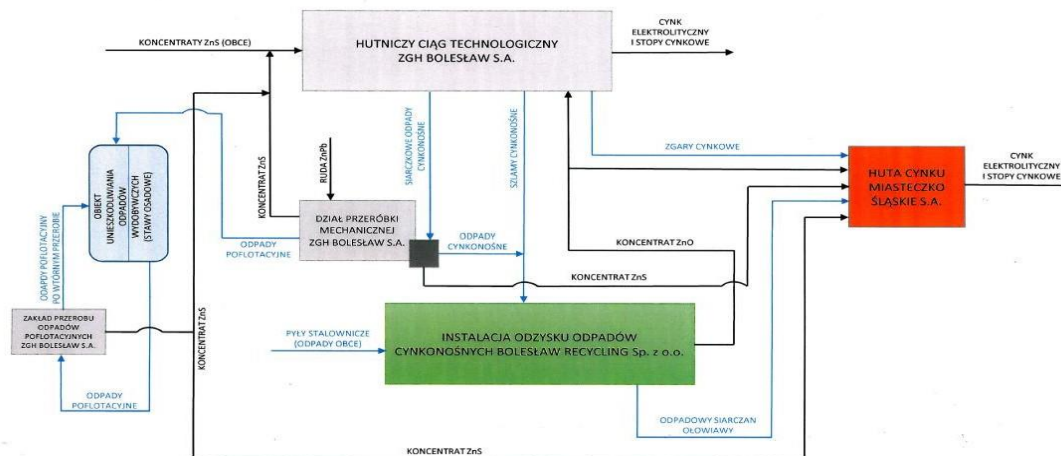 CYNK
ELEKTROLITYCZNY
I STOPY CYNKOWE
KONCENTRATY ZnS (OBCE)
HUTNICZY CIĄG TECHNOLOGICZNY
ZGH BOLESŁAW S.A.
SIARCZKOWE ODPADY
CYNKONOŚNE
SZLAMY CYNKONOŚNE
ZGARY CYNKOWE
KONCENTRAT ZnS
RUDA ZnPb
OBIEKT
UNIESZKODUWIANIA
ODPADÓW
WYDOBYWCZYCH
(STAWY OSADOWE)
HUTA CYNKU
MIASTECZKO
ŚLĄSKIE S.A.
CYNK
ELEKTROLITYCZNY
I STOPY CYNKOWE
DZIAŁ PRZERÓBKI
MECHANICZNEJ
ZGH BOLESŁAW S.A.
ODPADY
POFLOTACYJNE
ODPADY
CYNKONOŚNE
KONCENTRAT ZnO
KONCENTRAT ZnS
ODAPDY POFLOTACYJNY
PO WTÓRNYM PRZEROBIE
ZAKŁAD PRZEROBU
ODPADÓW
POFLOTACYJNYCH
ZGH BOLESŁAW S.A.
KONCENTRAT ZnS
PYŁY STALOWNICZE
(ODPADY OBCE)
INSTALACJA ODZYSKU ODPADÓW
CYNKONOŚNYCH BOLESŁAW RECYCLING Sp. z o.o.
ODPADY
POFLOTACYJNE
ODPADOWY SIARCZAN
OŁOWIAWY
KONCENTRAT ZnS